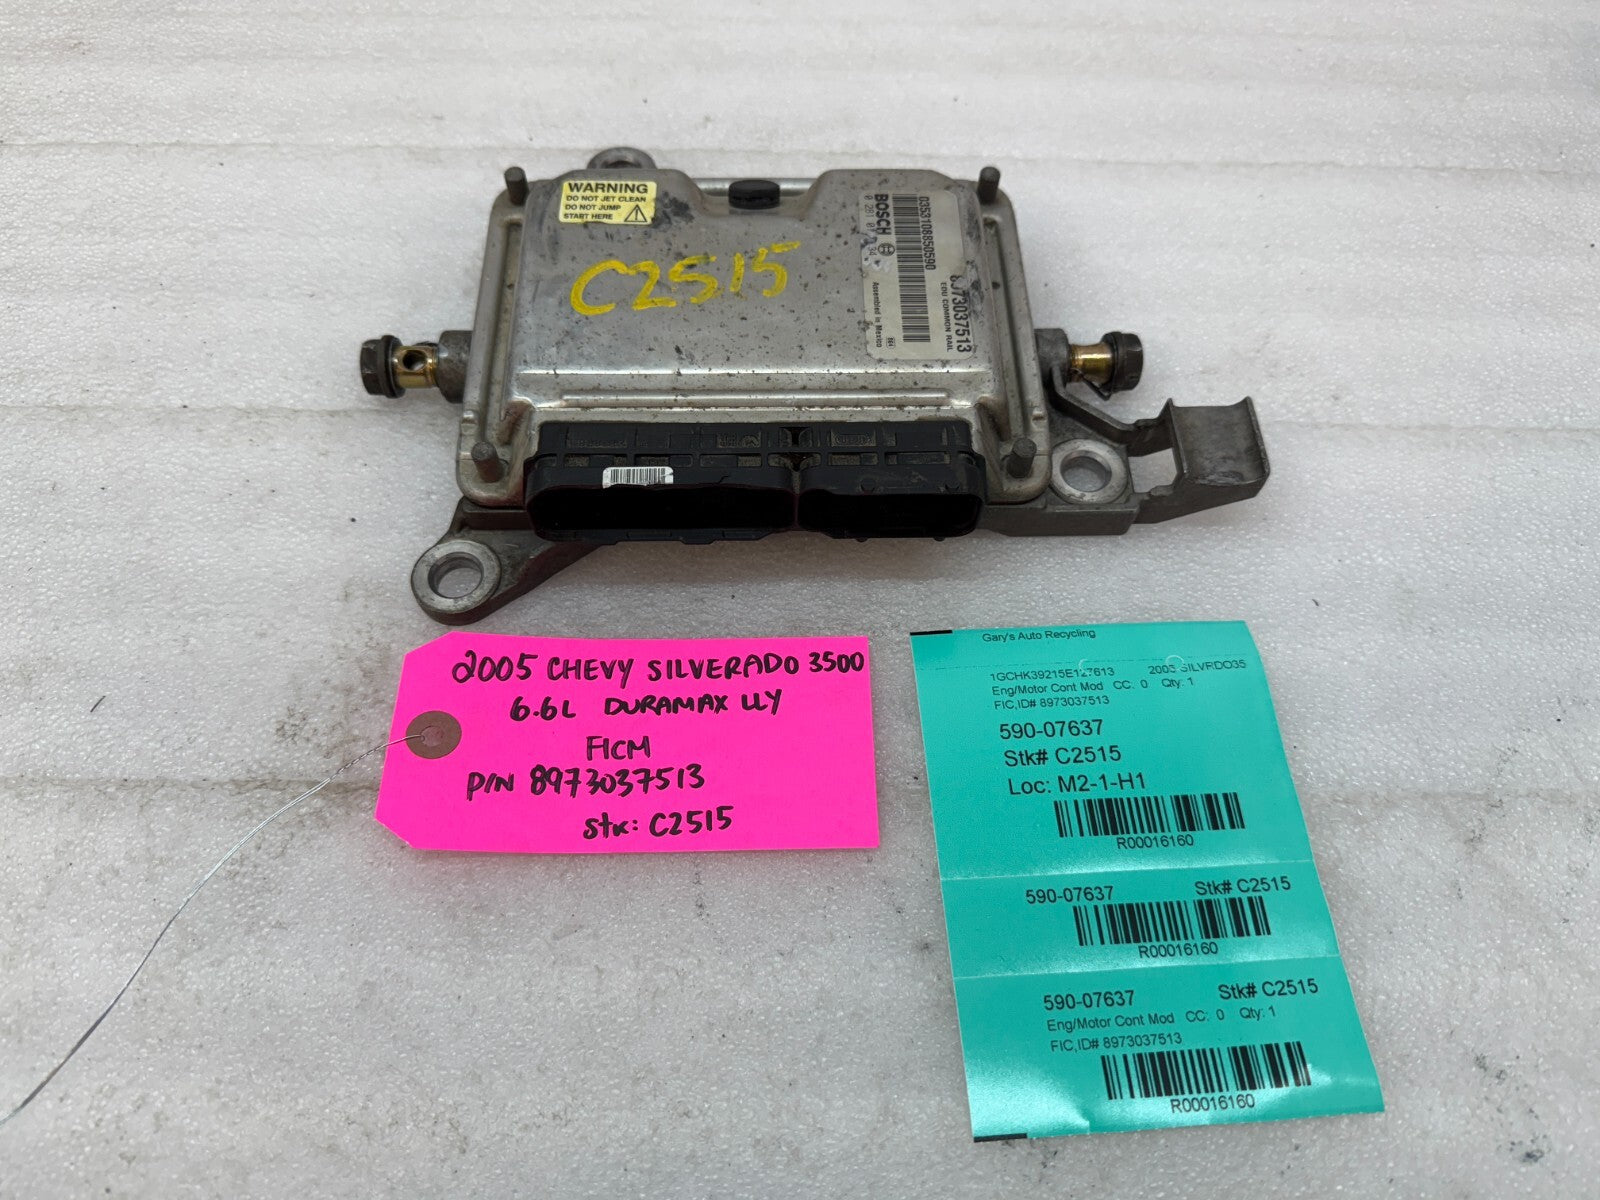 WARNING
DO NOT JET CLEAN
DO NOT JUMP
START HERE
C2515
0353108850590
BOSCH
0 281 0
Assembled in Mexico
8973037513
EDU COMMON RAIL
2005 CHEVY SILVERADO 3500
6.6L DURAMAX LLY
FICM
P/N 8973037513
Stk: C2515
Gary's Auto Recycling
1GCHK39215E127613 2005 SILVRDO35
Eng/Motor Cont Mod CC: 0 Qty: 1
FIC,ID# 8973037513
590-07637
Stk# C2515
Loc: M2-1-H1
R00016160
590-07637 Stk# C2515
R00016160
590-07637 Stk# C2515
Eng/Motor Cont Mod CC: 0 Qty: 1
FIC,ID# 8973037513
R00016160